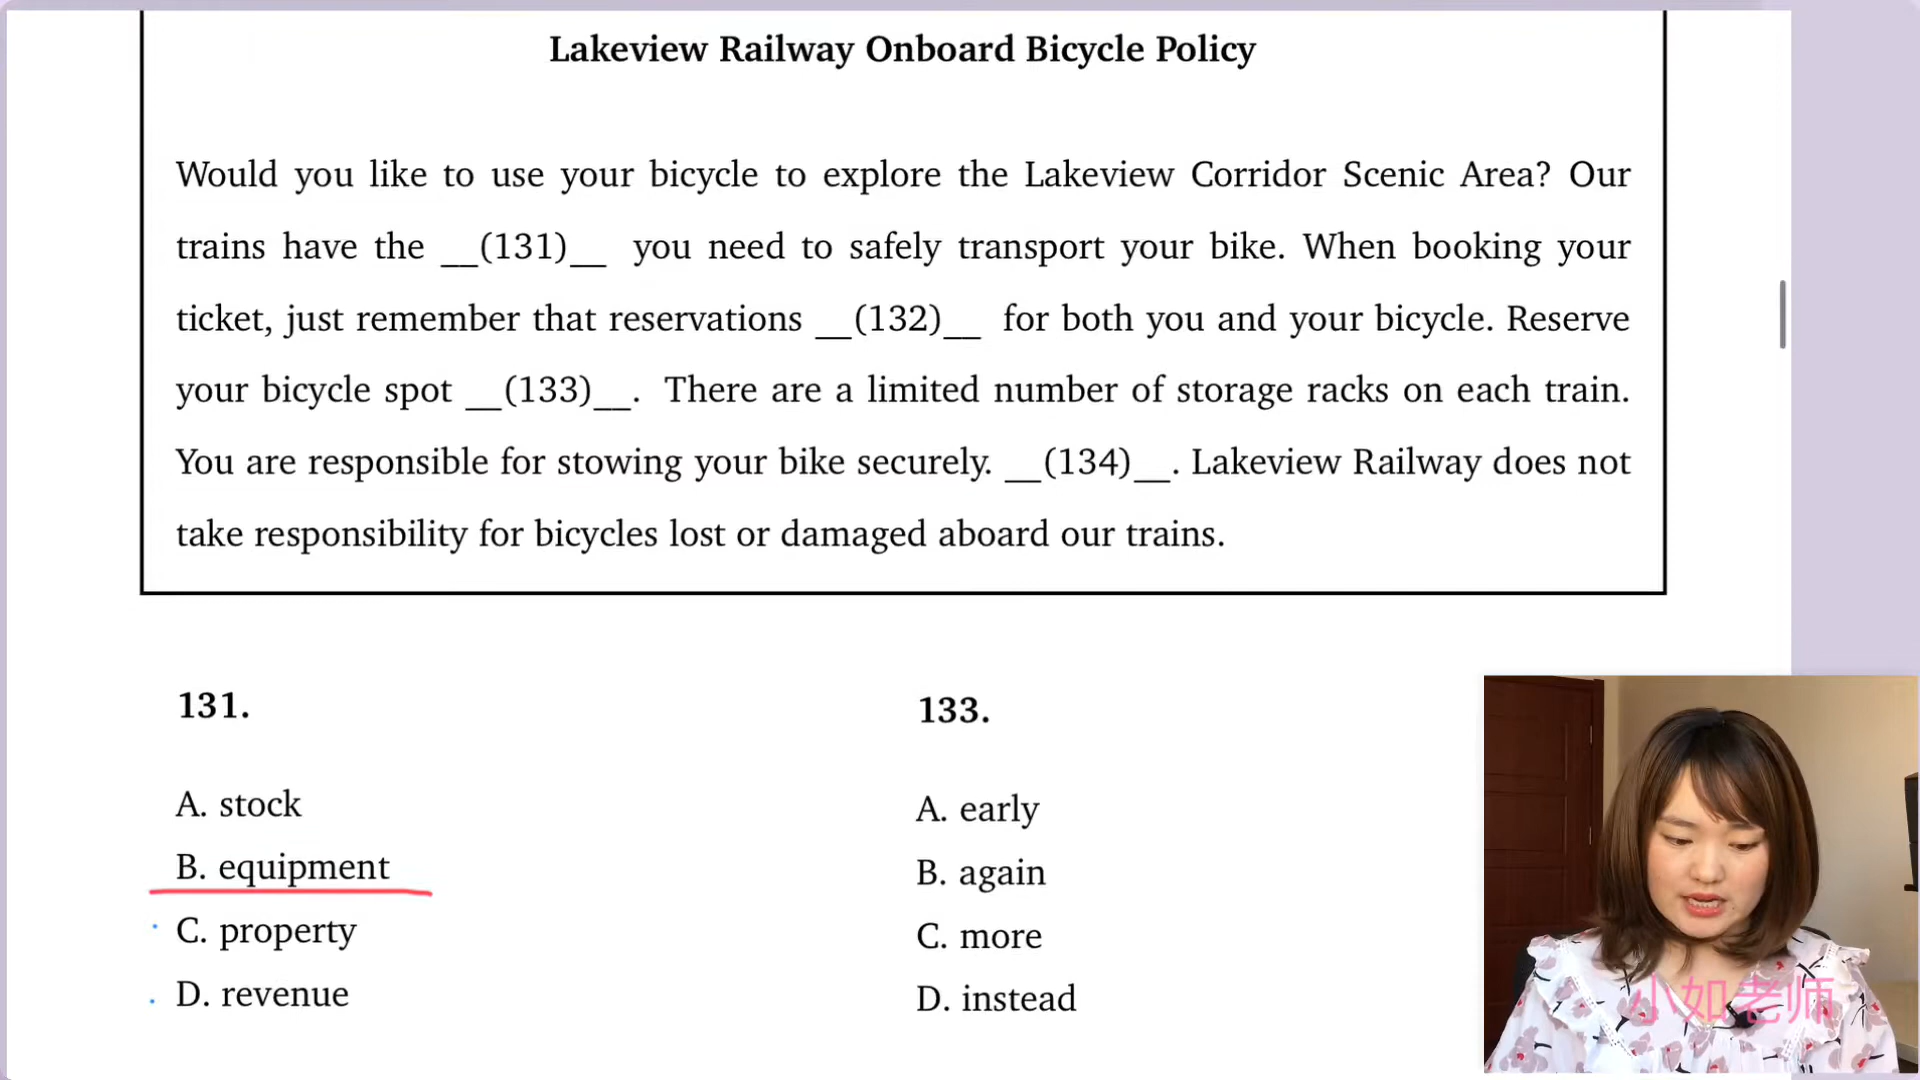 Lakeview Railway Onboard Bicycle Policy
Would you like to use your bicycle to explore the Lakeview Corridor Scenic Area? Our
trains have the __(131)__ you need to safely transport your bike. When booking your
ticket, just remember that reservations __(132)__ for both you and your bicycle. Reserve
your bicycle spot __(133)__. There are a limited number of storage racks on each train.
You are responsible for stowing your bike securely. __(134)__. Lakeview Railway does not
take responsibility for bicycles lost or damaged aboard our trains.
131.
A. stock
B. equipment
C. property
D. revenue
133.
A. early
B. again
C. more
D. instead
小如老师